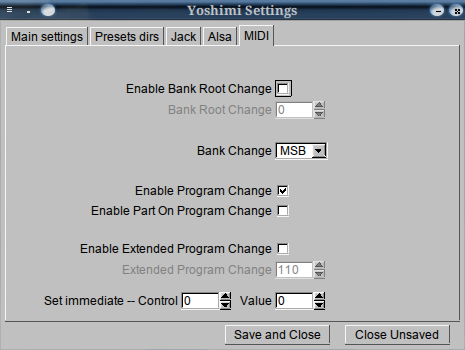 Yoshimi Settings
Main settings Presets dirs Jack Alsa MIDI
Enable Bank Root Change
Bank Root Change 0
Bank Change MSB
Enable Program Change
Enable Part On Program Change
Enable Extended Program Change
Extended Program Change 110
Set immediate -- Control 0 Value 0
Save and Close Close Unsaved